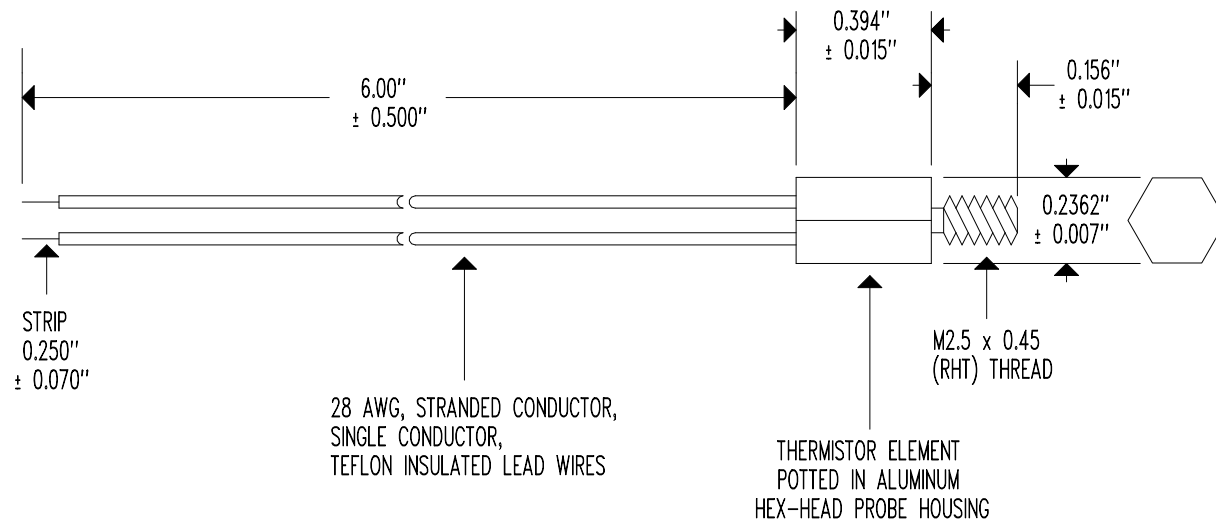 0.394"
± 0.015"
6.00"
± 0.500"
0.156"
± 0.015"
0.2362"
± 0.007"
STRIP
0.250"
± 0.070"
M2.5 x 0.45
(RHT) THREAD
28 AWG, STRANDED CONDUCTOR,
SINGLE CONDUCTOR,
TEFLON INSULATED LEAD WIRES
THERMISTOR ELEMENT
POTTED IN ALUMINUM
HEX-HEAD PROBE HOUSING